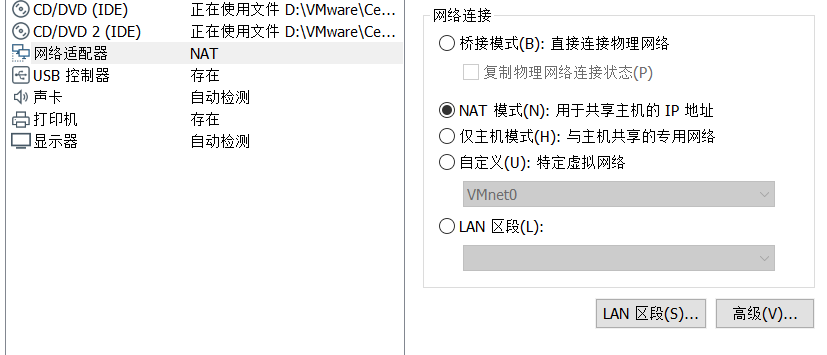 CD/DVD (IDE) 正在使用文件 D:\VMware\Ce...
CD/DVD 2 (IDE) 正在使用文件 D:\VMware\Ce...
网络适配器 NAT
USB 控制器 存在
声卡 自动检测
打印机 存在
显示器 自动检测
网络连接
桥接模式(B): 直接连接物理网络
复制物理网络连接状态(P)
NAT 模式(N): 用于共享主机的 IP 地址
仅主机模式(H): 与主机共享的专用网络
自定义(U): 特定虚拟网络
VMnet0
LAN 区段(L):
LAN 区段(S)... 高级(V)...